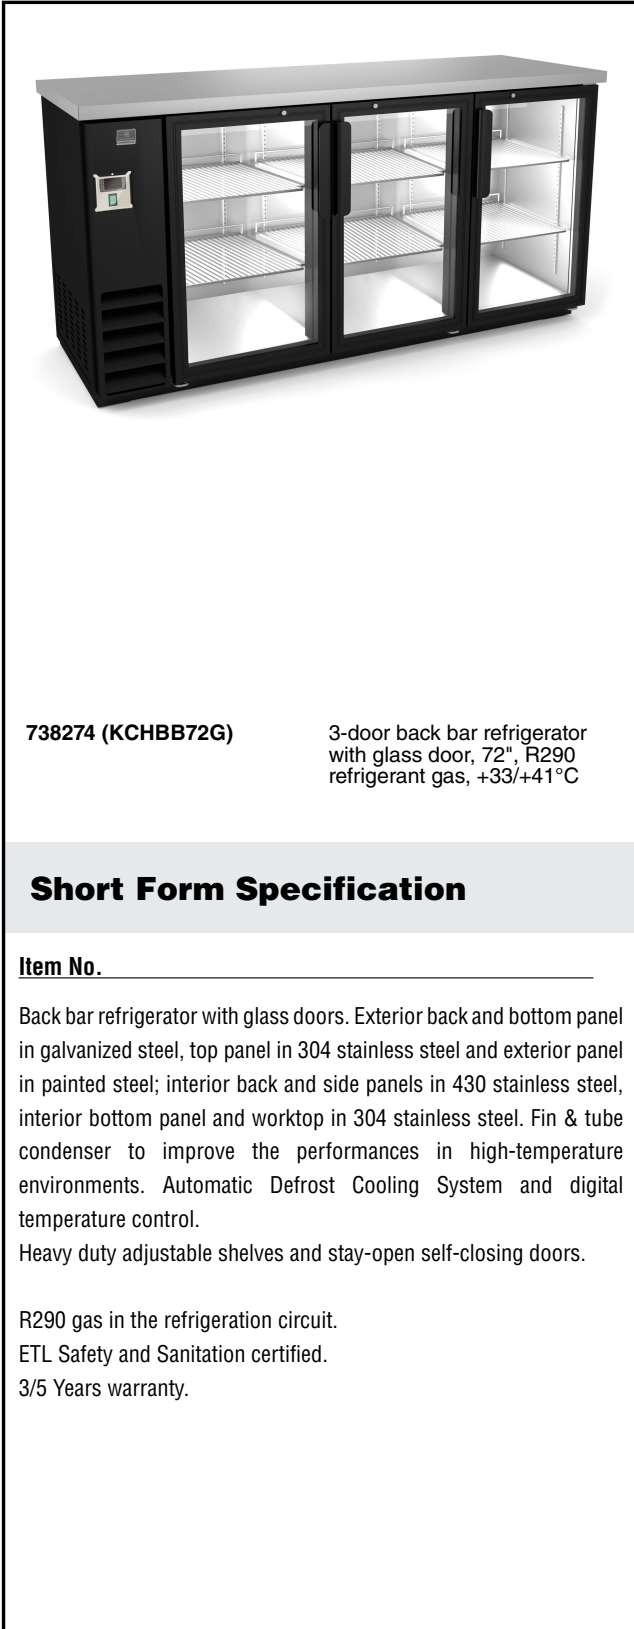 738274 (KCHBB72G)
3-door back bar refrigerator
with glass door, 72", R290
refrigerant gas, +33/+41°C
Short Form Specification
Item No.
Back bar refrigerator with glass doors. Exterior back and bottom panel
in galvanized steel, top panel in 304 stainless steel and exterior panel
in painted steel; interior back and side panels in 430 stainless steel,
interior bottom panel and worktop in 304 stainless steel. Fin & tube
condenser to improve the performances in high-temperature
environments. Automatic Defrost Cooling System and digital
temperature control.
Heavy duty adjustable shelves and stay-open self-closing doors.
R290 gas in the refrigeration circuit.
ETL Safety and Sanitation certified.
3/5 Years warranty.